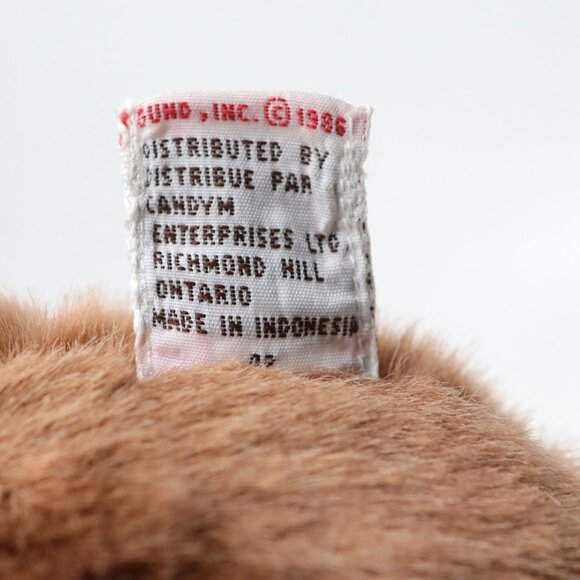 GUND, INC. © 1986
DISTRIBUTED BY
DISTRIBUE PAR
CANDYM
ENTERPRISES LTD.
RICHMOND HILL
ONTARIO
MADE IN INDONESIA